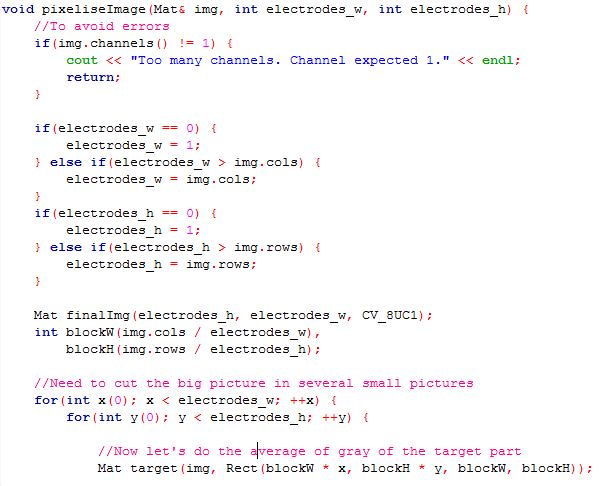 void pixeliseImage(Mat& img, int electrodes_w, int electrodes_h) {
    //To avoid errors
    if(img.channels() != 1) {
        cout << "Too many channels. Channel expected 1." << endl;
        return;
    }

    if(electrodes_w == 0) {
        electrodes_w = 1;
    } else if(electrodes_w > img.cols) {
        electrodes_w = img.cols;
    }
    if(electrodes_h == 0) {
        electrodes_h = 1;
    } else if(electrodes_h > img.rows) {
        electrodes_h = img.rows;
    }

    Mat finalImg(electrodes_h, electrodes_w, CV_8UC1);
    int blockW(img.cols / electrodes_w),
        blockH(img.rows / electrodes_h);

    //Need to cut the big picture in several small pictures
    for(int x(0); x < electrodes_w; ++x) {
        for(int y(0); y < electrodes_h; ++y) {

            //Now let's do the average of gray of the target part
            Mat target(img, Rect(blockW * x, blockH * y, blockW, blockH));